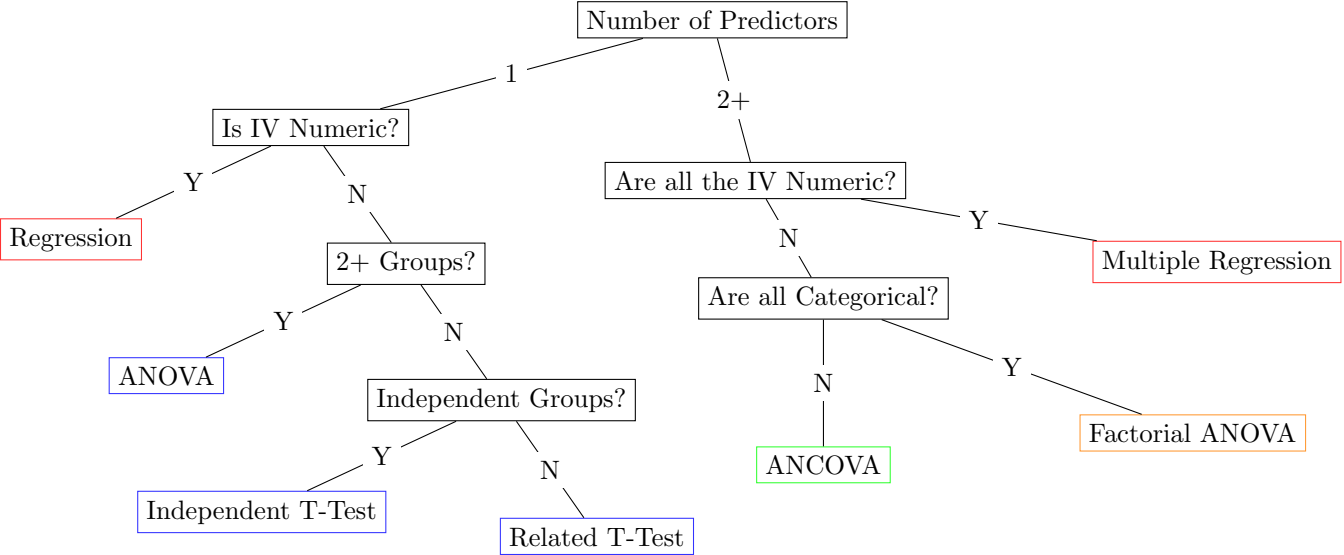 Number of Predictors
1
2+
Is IV Numeric?
Are all the IV Numeric?
Y
N
N
Y
Regression
2+ Groups?
Multiple Regression
Are all Categorical?
Y
N
N
Y
ANOVA
Independent Groups?
Factorial ANOVA
Y
N
ANCOVA
Independent T-Test
Related T-Test